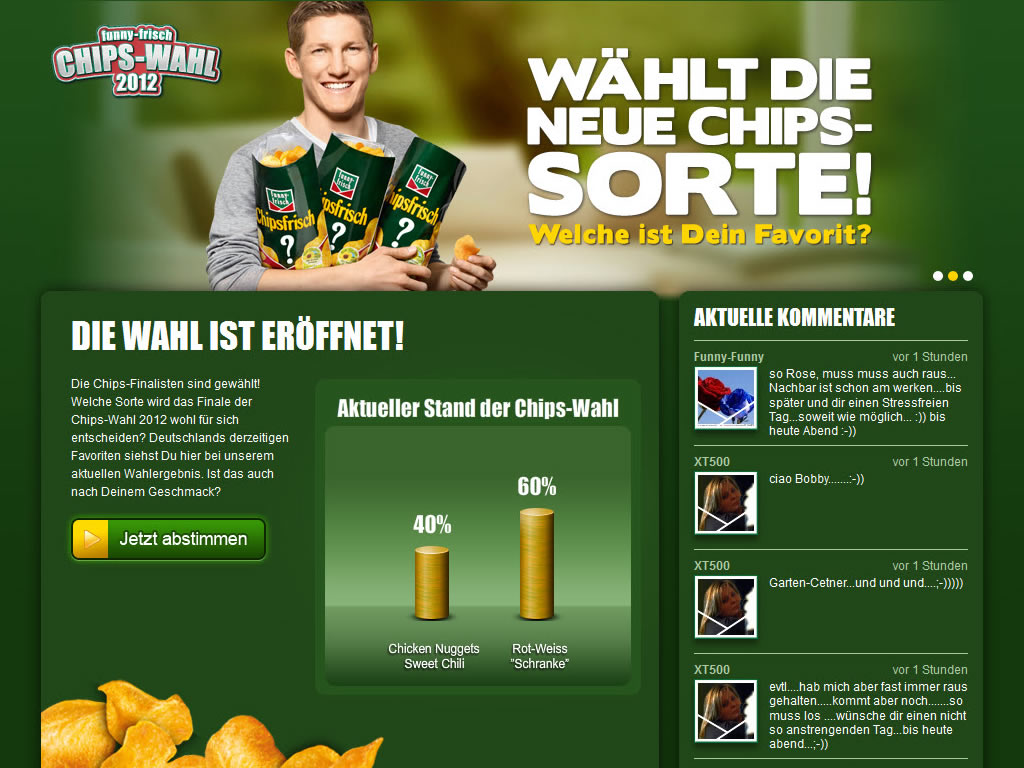 funny-frisch
CHIPS-WAHL
2012
WÄHLT DIE
NEUE CHIPS-
SORTE!
Welche ist Dein Favorit?
funny-frisch
Chipsfrisch
?
funny-frisch
Chipsfrisch
?
funny-frisch
Chipsfrisch
?
DIE WAHL IST ERÖFFNET!
Die Chips-Finalisten sind gewählt!
Welche Sorte wird das Finale der
Chips-Wahl 2012 wohl für sich
entscheiden? Deutschlands derzeitigen
Favoriten siehst Du hier bei unserem
aktuellen Wahlergebnis. Ist das auch
nach Deinem Geschmack?
Jetzt abstimmen
Aktueller Stand der Chips-Wahl
40%
60%
Chicken Nuggets
Sweet Chili
Rot-Weiss
"Schranke"
AKTUELLE KOMMENTARE
Funny-Funny vor 1 Stunden
so Rose, muss muss auch raus...
Nachbar ist schon am werken....bis
später und dir einen Stressfreien
Tag...soweit wie möglich... :)) bis
heute Abend :-))
XT500 vor 1 Stunden
ciao Bobby.......:-))
XT500 vor 1 Stunden
Garten-Cetner...und und und....;-)))))
XT500 vor 1 Stunden
evtl....hab mich aber fast immer raus
gehalten.....kommt aber noch.......so
muss los ....wünsche dir einen nicht
so anstrengenden Tag...bis heute
abend...;-))